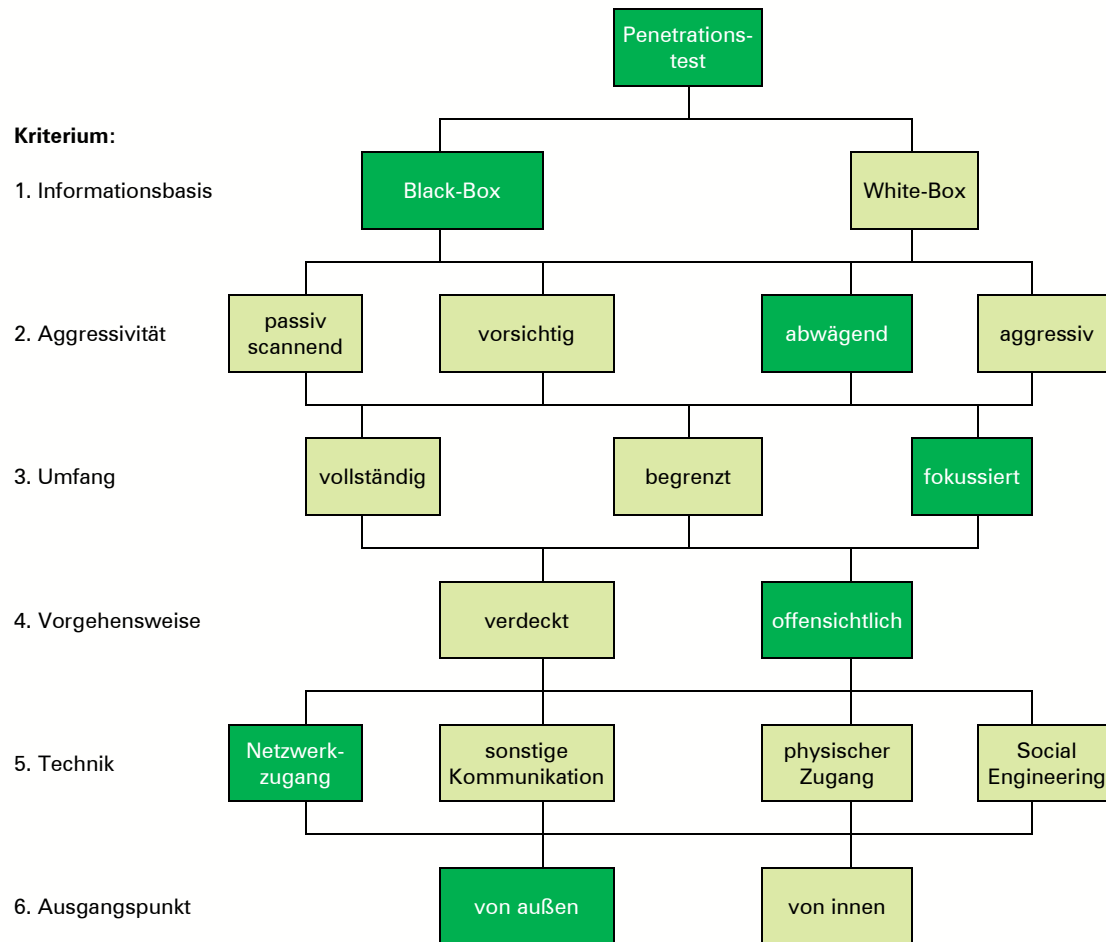 Penetrations-
test
Kriterium:
1. Informationsbasis
Black-Box
White-Box
2. Aggressivität
passiv
scannend
vorsichtig
abwägend
aggressiv
3. Umfang
vollständig
begrenzt
fokussiert
4. Vorgehensweise
verdeckt
offensichtlich
5. Technik
Netzwerk-
zugang
sonstige
Kommunikation
physischer
Zugang
Social
Engineering
6. Ausgangspunkt
von außen
von innen